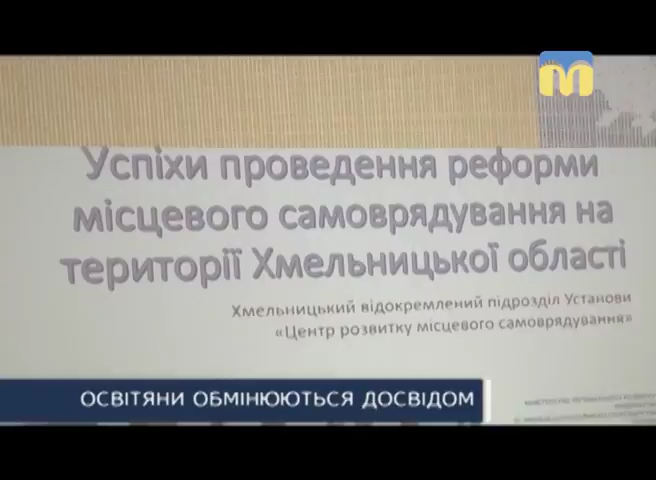 Успіхи проведення реформи
місцевого самоврядування на
території Хмельницької області
Хмельницький відокремлений підрозділ Установи
«Центр розвитку місцевого самоврядування»
ОСВІТЯНИ ОБМІНЮЮТЬСЯ ДОСВІДОМ